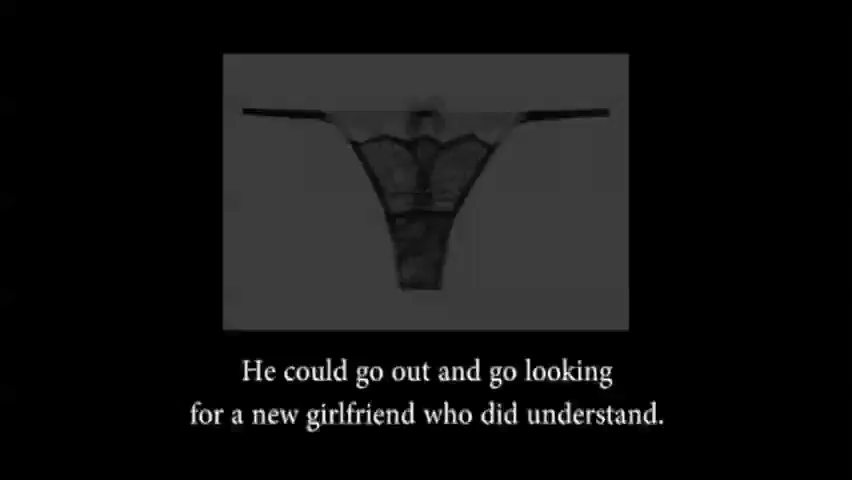 He could go out and go looking
for a new girlfriend who did understand.